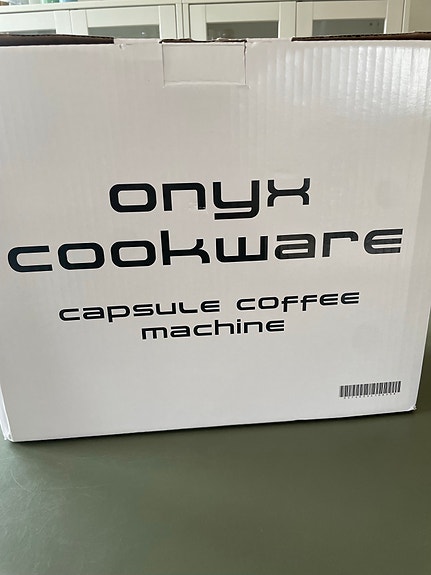 onyx
cookware
capsule coffee
machine